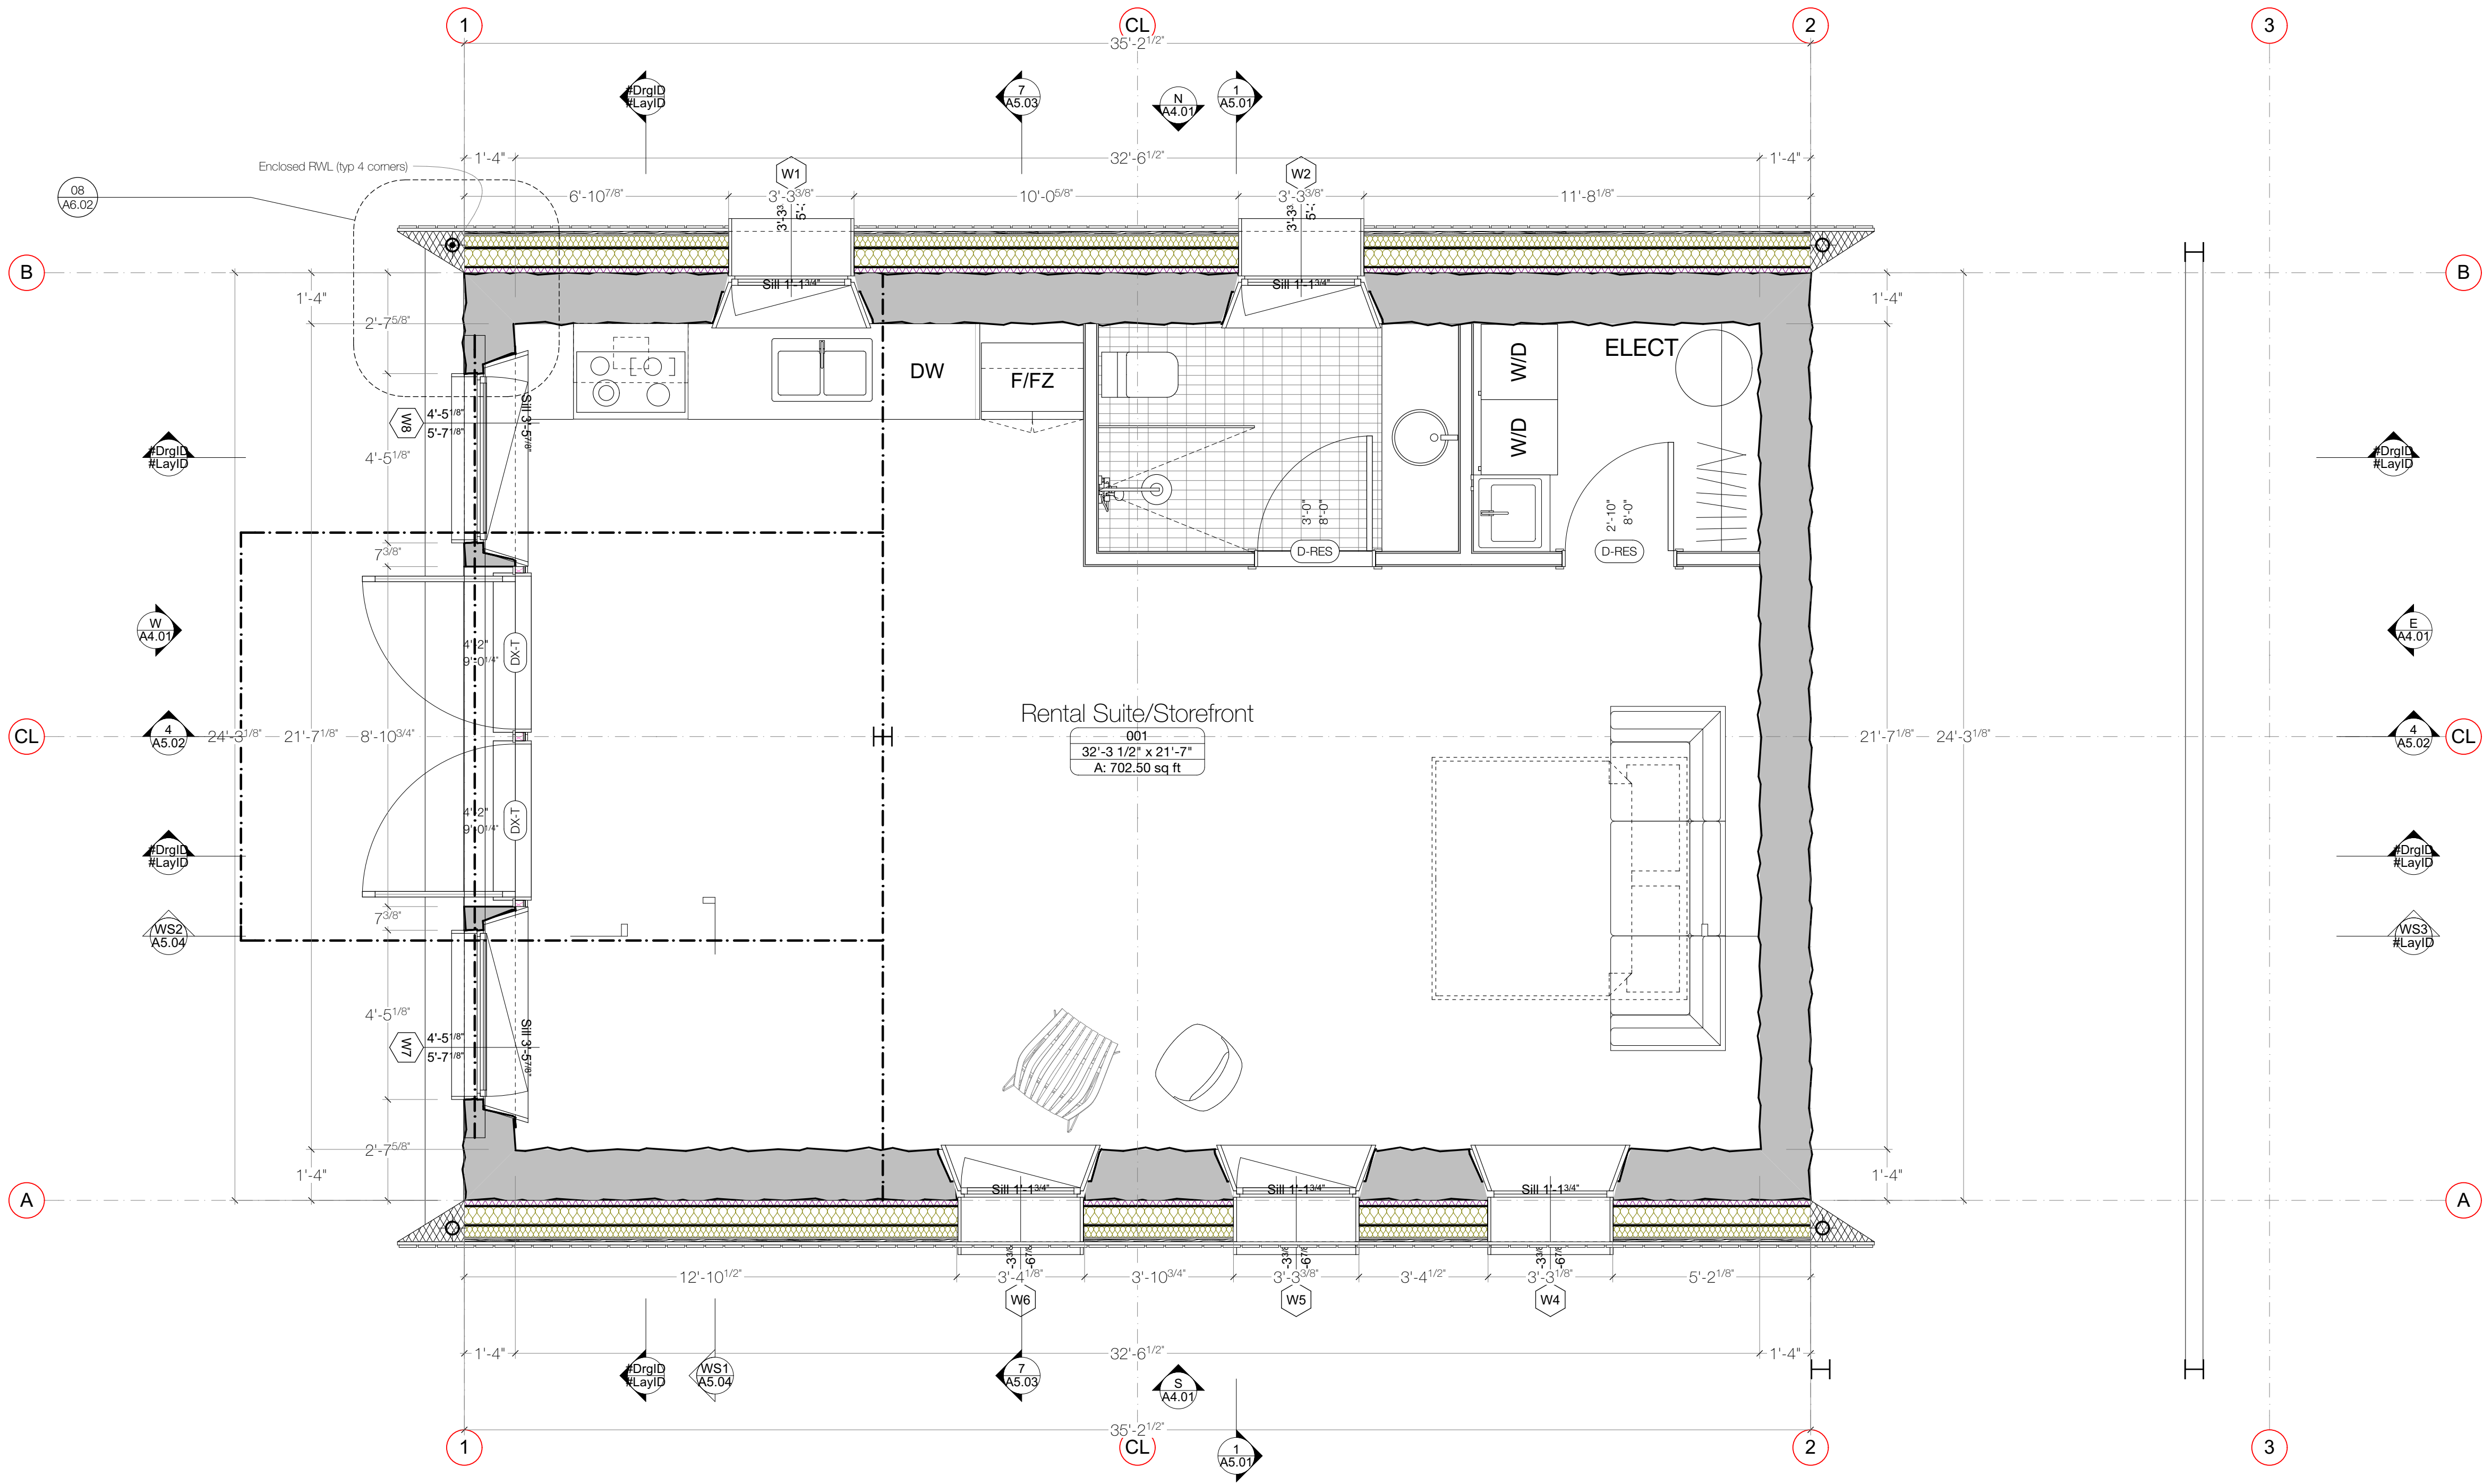 1
CL
2
3
35'-2 1/2"
#DrgID
#LayID
7
A5.03
N
A4.01
1
A5.01
1'-4"
32'-6 1/2"
1'-4"
Enclosed RWL (typ 4 corners)
W1
W2
08
A6.02
6'-10 7/8"
3'-3 3/8"
10'-0 5/8"
3'-3 3/8"
11'-8 1/8"
B
B
Sill 1'-1 3/4"
Sill 1'-1 3/4"
1'-4"
1'-4"
2'-7 5/8"
ELECT
W/D
DW
F/FZ
W8
4'-5 1/8"
5'-7 1/8"
Sill 3'-5 7/8"
W/D
#DrgID
#LayID
4'-5 1/8"
#DrgID
#LayID
3'-0"
8'-0"
2'-10"
8'-0"
7 3/8"
D-RES
D-RES
W
A4.01
4'-2"
9'-0 1/4"
DX-T
E
A4.01
Rental Suite/Storefront
001
32'-3 1/2" x 21'-7"
A: 702.50 sq ft
CL
4
A5.02
24'-3 1/8"
21'-7 1/8"
8'-10 3/4"
21'-7 1/8"
24'-3 1/8"
4
A5.02
CL
4'-2"
9'-0 1/4"
DX-T
#DrgID
#LayID
#DrgID
#LayID
7 3/8"
WS2
A5.04
WS3
#LayID
4'-5 1/8"
W7
4'-5 1/8"
5'-7 1/8"
Sill 3'-5 7/8"
2'-7 5/8"
1'-4"
1'-4"
A
Sill 1'-1 3/4"
Sill 1'-1 3/4"
Sill 1'-1 3/4"
A
12'-10 1/2"
3'-4 1/8"
3'-10 3/4"
3'-3 3/8"
3'-4 1/2"
3'-3 1/8"
5'-2 1/8"
W6
W5
W4
1'-4"
32'-6 1/2"
1'-4"
#DrgID
#LayID
WS1
A5.04
7
A5.03
S
A4.01
35'-2 1/2"
1
CL
1
A5.01
2
3